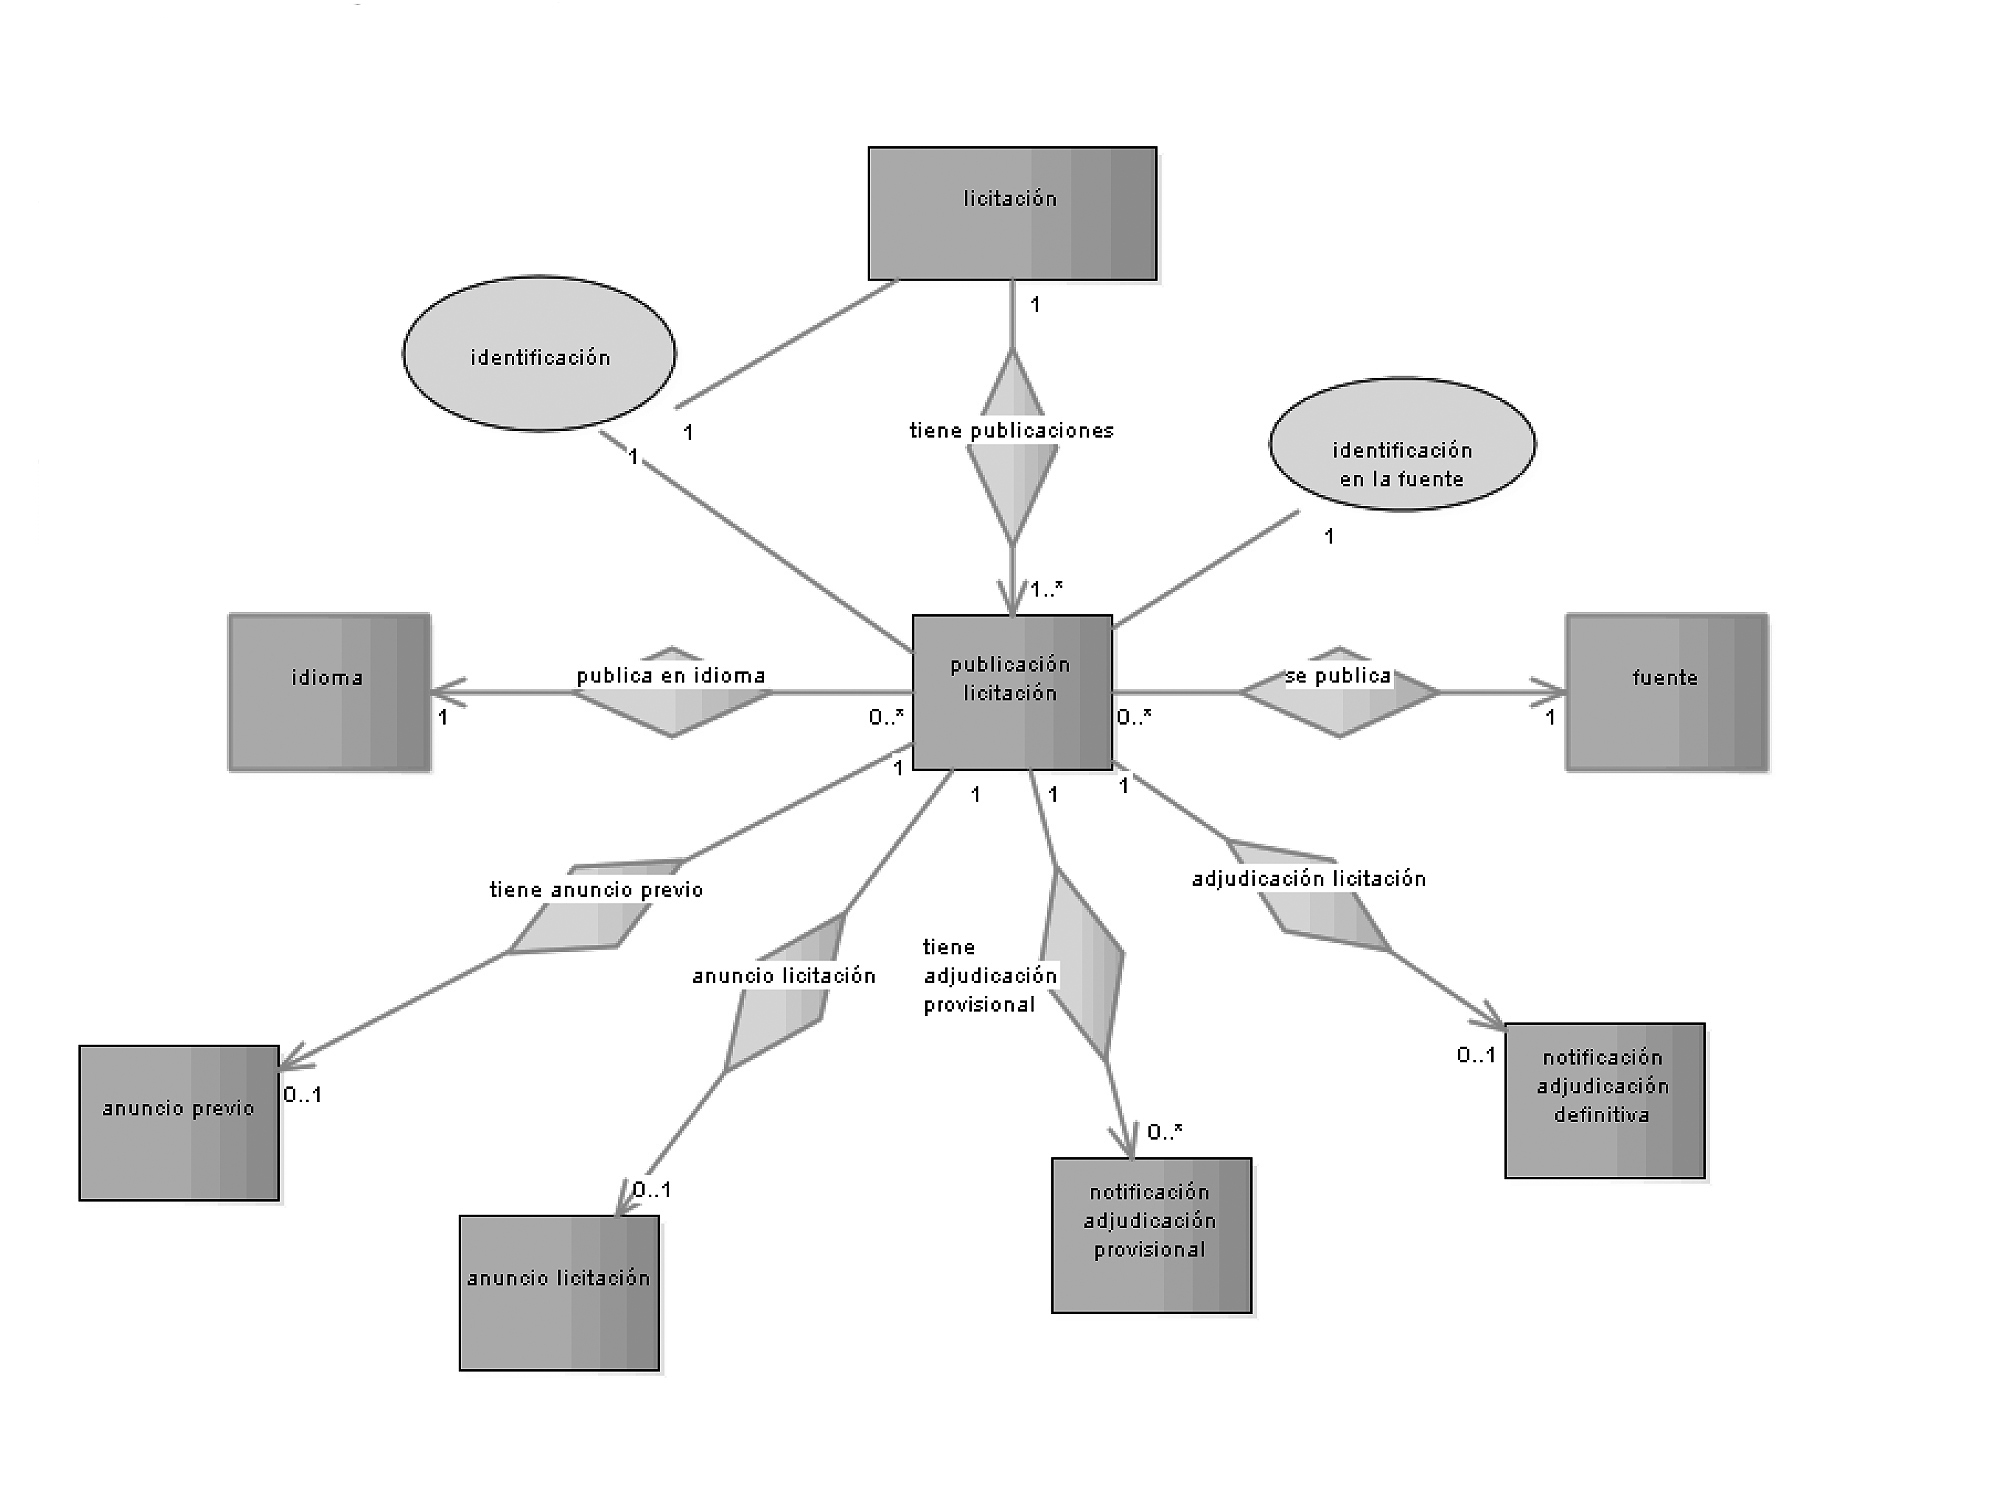 licitación
1
identificación
1
1
tiene publicaciones
identificación
en la fuente
1
1..*
idioma
publica en idioma
1
0..*
publicación
licitación
se publica
0..*
1
fuente
1
1
1
1
tiene anuncio previo
anuncio licitación
tiene
adjudicación
provisional
adjudicación licitación
0..1
anuncio previo
0..1
anuncio licitación
0..*
notificación
adjudicación
provisional
0..1
notificación
adjudicación
definitiva